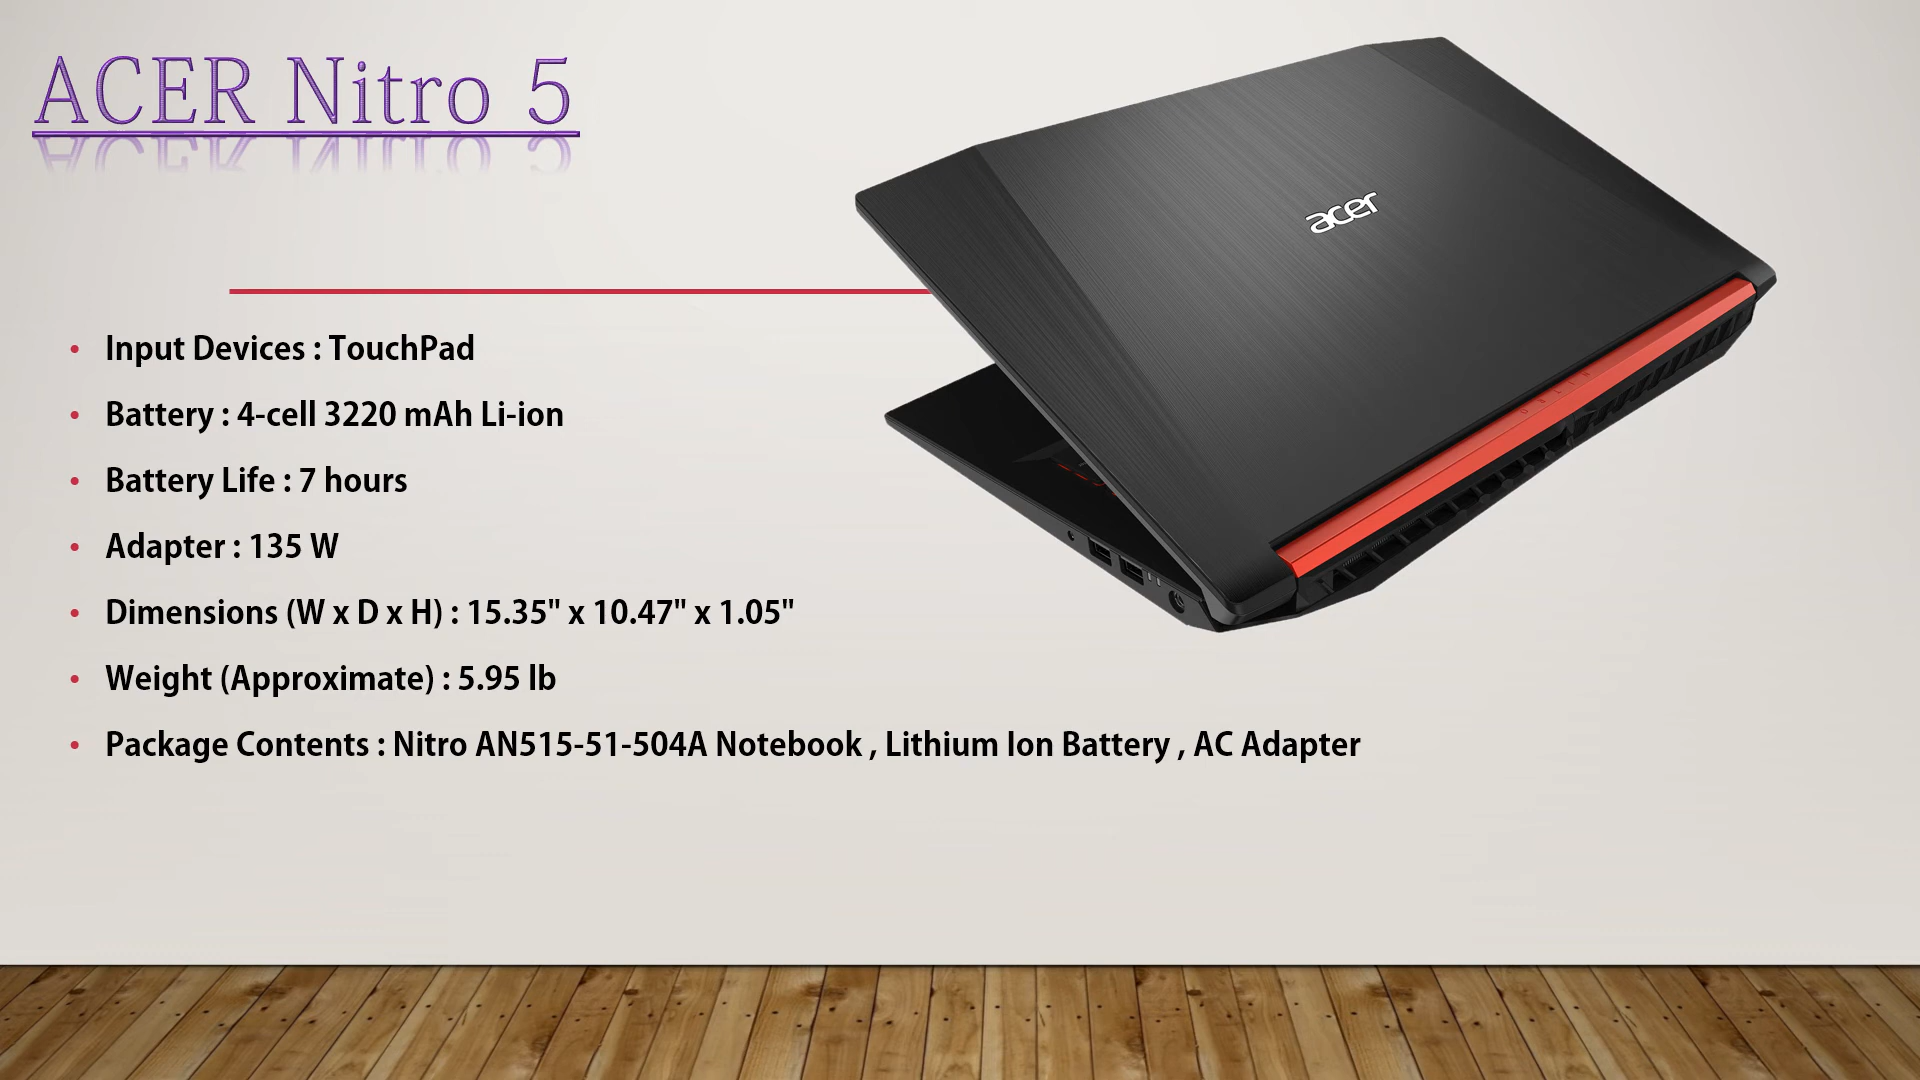 ACER Nitro 5
acer
• Input Devices : TouchPad
• Battery : 4-cell 3220 mAh Li-ion
• Battery Life : 7 hours
• Adapter : 135 W
• Dimensions (W x D x H) : 15.35" x 10.47" x 1.05"
• Weight (Approximate) : 5.95 lb
• Package Contents : Nitro AN515-51-504A Notebook , Lithium Ion Battery , AC Adapter